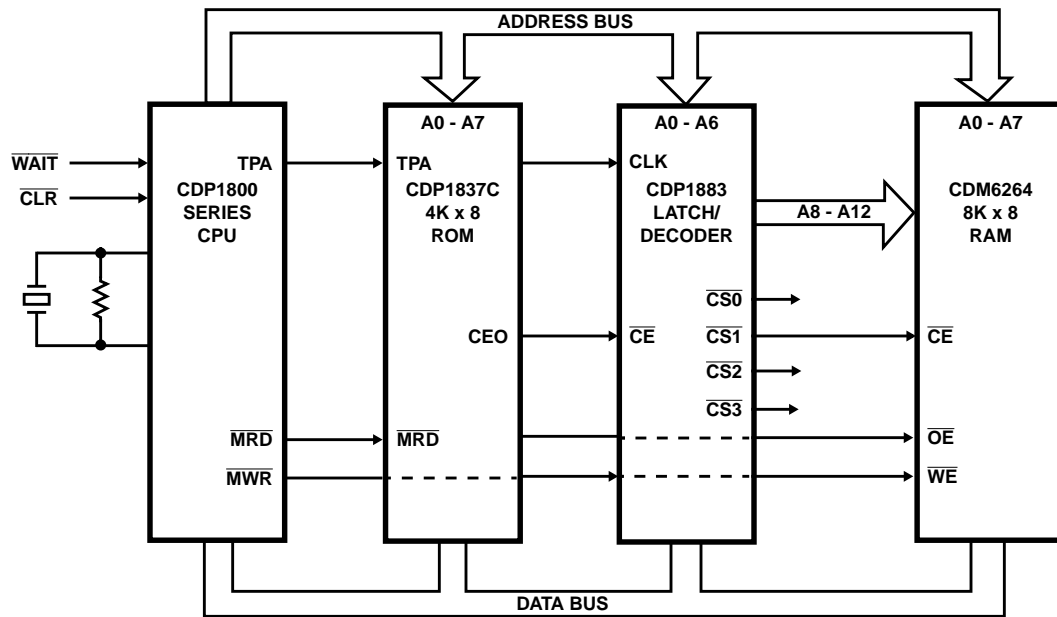 ADDRESS BUS
WAIT
CLR
TPA
CDP1800
SERIES
CPU
MRD
MWR
A0 - A7
TPA
CDP1837C
4K x 8
ROM
CEO
MRD
A0 - A6
CLK
CDP1883
LATCH/
DECODER
CE
CS0
CS1
CS2
CS3
A8 - A12
A0 - A7
CDM6264
8K x 8
RAM
CE
OE
WE
DATA BUS